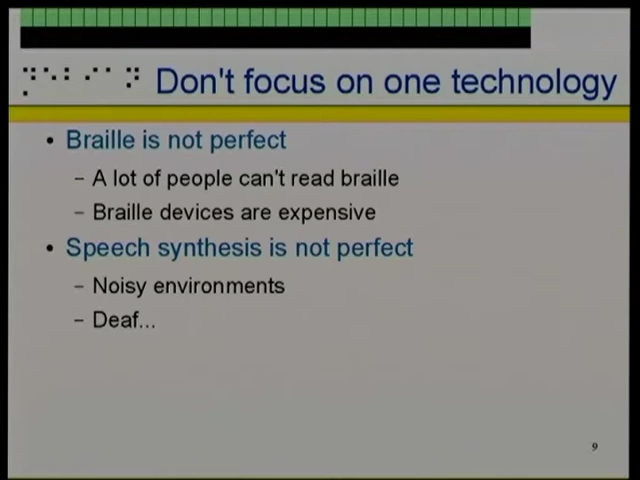 ⡙⠑⠃⠊⠁⠝ Don't focus on one technology
• Braille is not perfect
– A lot of people can't read braille
– Braille devices are expensive
• Speech synthesis is not perfect
– Noisy environments
– Deaf...
9